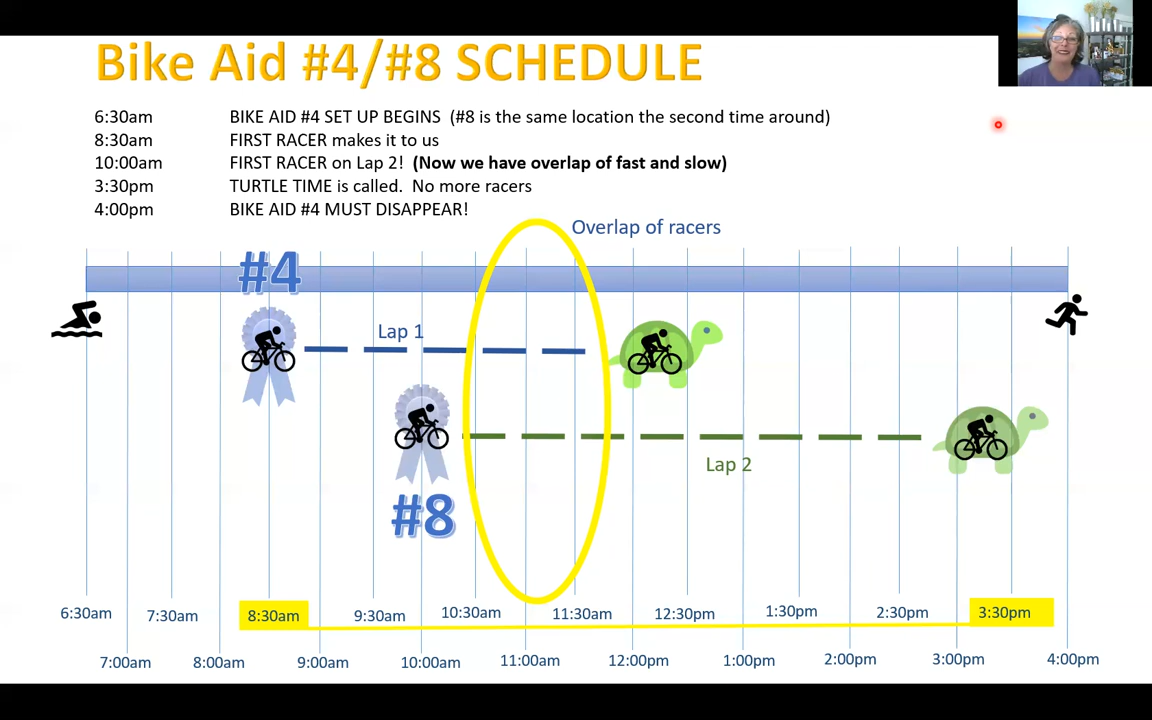 Bike Aid #4/#8 SCHEDULE
6:30am BIKE AID #4 SET UP BEGINS (#8 is the same location the second time around)
8:30am FIRST RACER makes it to us
10:00am FIRST RACER on Lap 2! (Now we have overlap of fast and slow)
3:30pm TURTLE TIME is called. No more racers
4:00pm BIKE AID #4 MUST DISAPPEAR!
Overlap of racers
#4
Lap 1
Lap 2
#8
6:30am 7:30am 8:30am 9:30am 10:30am 11:30am 12:30pm 1:30pm 2:30pm 3:30pm
7:00am 8:00am 9:00am 10:00am 11:00am 12:00pm 1:00pm 2:00pm 3:00pm 4:00pm